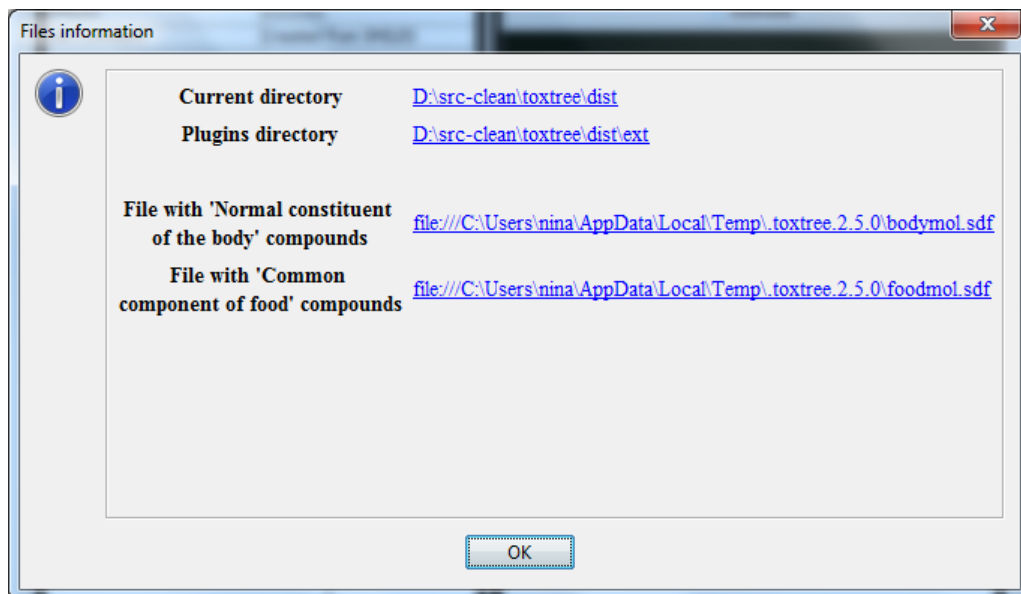 Files information
Current directory D:\src-clean\toxtree\dist
Plugins directory D:\src-clean\toxtree\dist\ext
File with 'Normal constituent
of the body' compounds file:///C:\Users\nina\AppData\Local\Temp\.toxtree.2.5.0\bodymol.sdf
File with 'Common
component of food' compounds file:///C:\Users\nina\AppData\Local\Temp\.toxtree.2.5.0\foodmol.sdf
OK